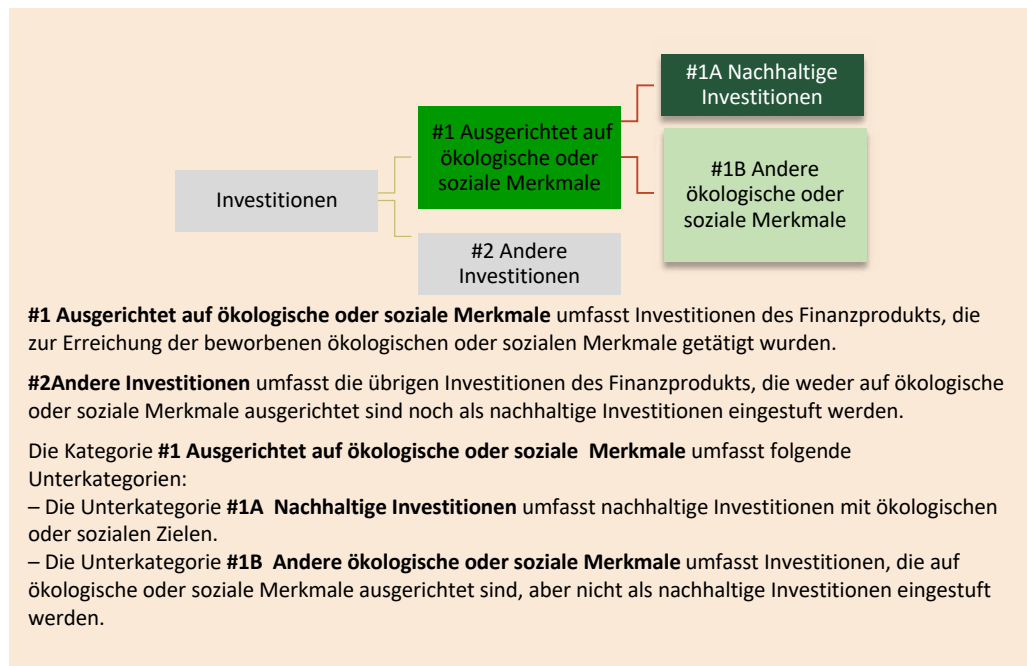 #1A Nachhaltige
Investitionen
#1 Ausgerichtet auf
ökologische oder
soziale Merkmale
#1B Andere
ökologische oder
soziale Merkmale
Investitionen
#2 Andere
Investitionen
#1 Ausgerichtet auf ökologische oder soziale Merkmale umfasst Investitionen des Finanzprodukts, die
zur Erreichung der beworbenen ökologischen oder sozialen Merkmale getätigt wurden.
#2Andere Investitionen umfasst die übrigen Investitionen des Finanzprodukts, die weder auf ökologische
oder soziale Merkmale ausgerichtet sind noch als nachhaltige Investitionen eingestuft werden.
Die Kategorie #1 Ausgerichtet auf ökologische oder soziale Merkmale umfasst folgende
Unterkategorien:
– Die Unterkategorie #1A Nachhaltige Investitionen umfasst nachhaltige Investitionen mit ökologischen
oder sozialen Zielen.
– Die Unterkategorie #1B Andere ökologische oder soziale Merkmale umfasst Investitionen, die auf
ökologische oder soziale Merkmale ausgerichtet sind, aber nicht als nachhaltige Investitionen eingestuft
werden.